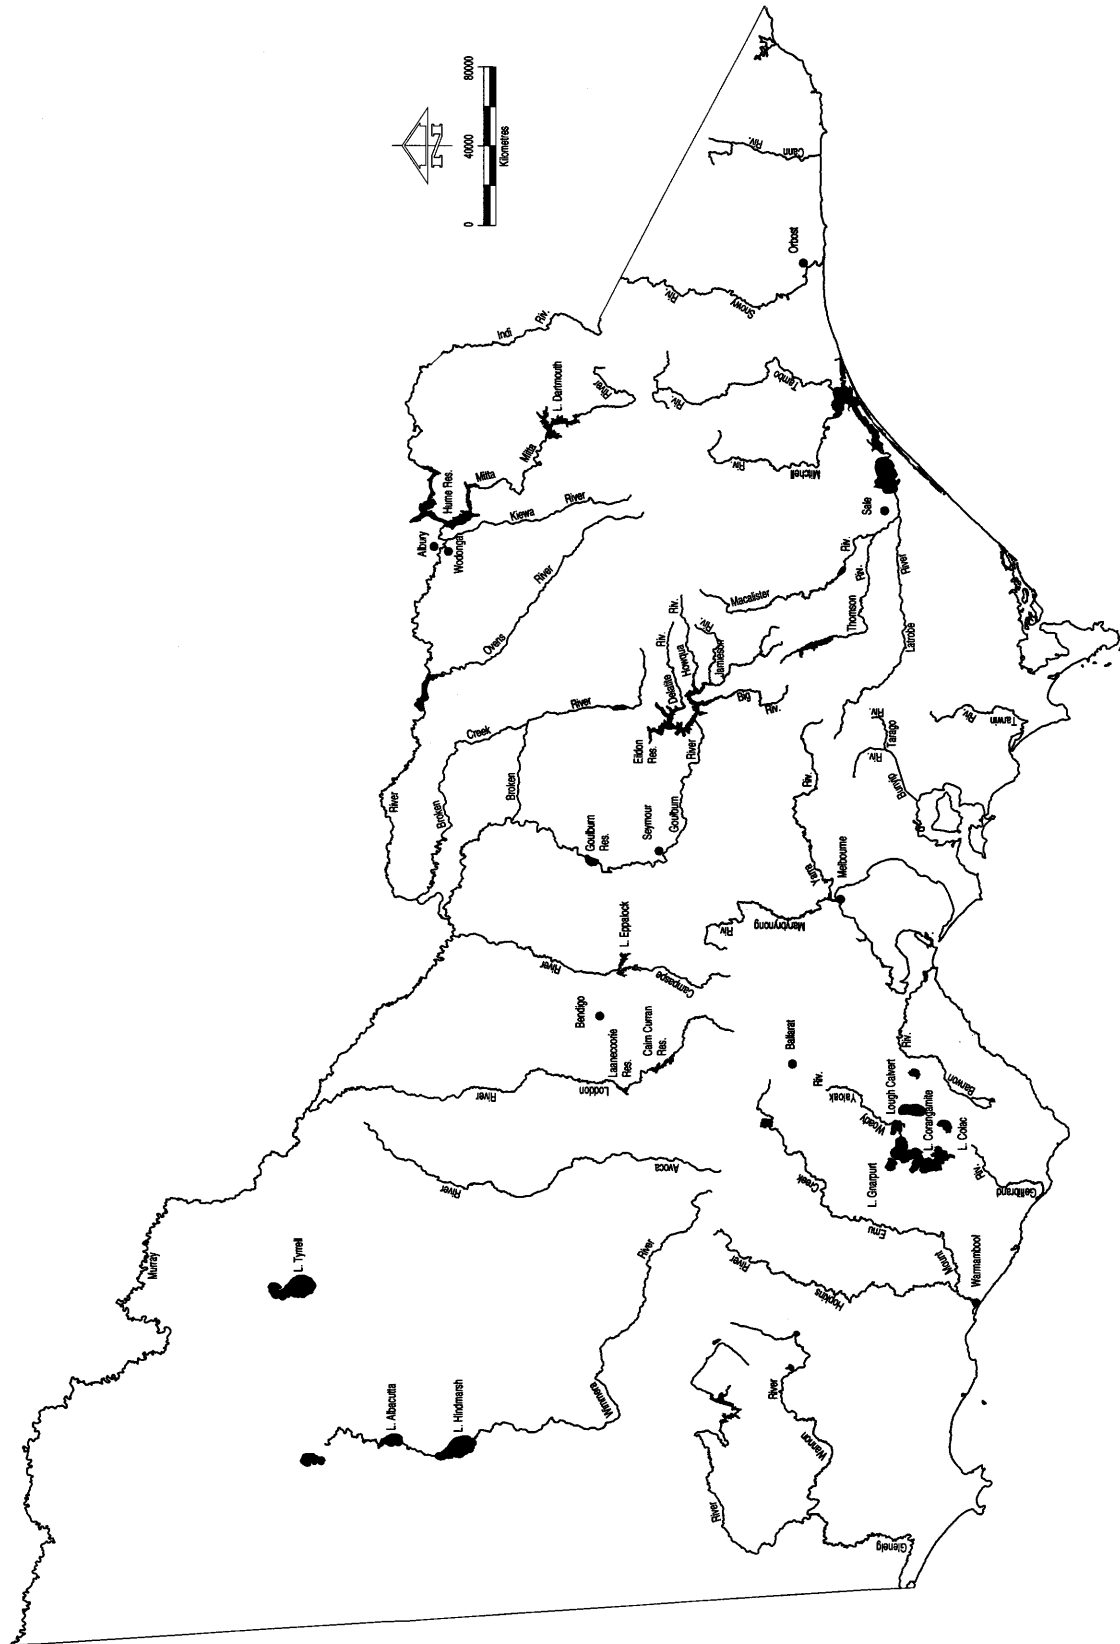 0
40000
80000
Kilometres
Murray
L. Tyrrell
L. Albacutta
L. Hindmarsh
Wimmera
River
River
Avoca
River
Loddon
Laanecoorie
Res.
Cairn Curran
Res.
Bendigo
River
L. Eppalock
Campaspe
River
Broken
Creek
Broken
River
Goulburn
Res.
Seymour
Goulburn
River
Eildon
Res.
Delatite
Riv.
Howqua
Riv.
Jamieson
Riv.
Big
Riv.
Ovens
River
Albury
Wodonga
Kiewa
River
Hume Res.
Mitta
Mitta
L. Dartmouth
River
Indi
Riv.
Glenelg
River
Wannon
River
Hopkins
River
Warrnambool
Mount
Emu
Creek
Ballarat
L. Gnarpurt
Woady
Yaloak
Riv.
Lough Calvert
L. Corangamite
L. Colac
Gellibrand
Riv.
Barwon
Riv.
Marybrynong
Riv.
Melbourne
Yarra
Riv.
Bunyip
Riv.
Tarago
Riv.
Tarwin
Riv.
Latrobe
River
Thomson
Riv.
Macalister
Riv.
Sale
Mitchell
Riv.
Tambo
Riv.
Snowy
Riv.
Orbost
Cann
Riv.